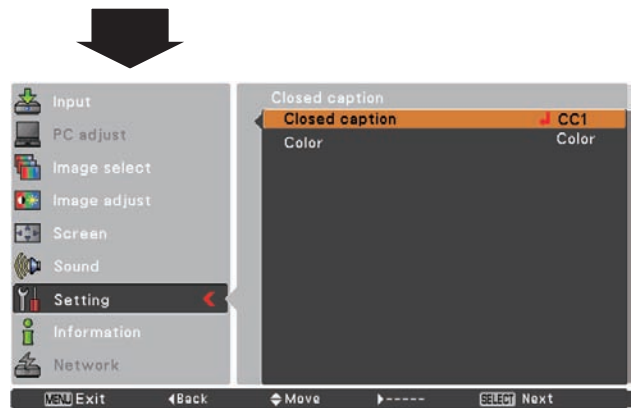 Input
PC adjust
Image select
Image adjust
Screen
Sound
Setting
Information
Network
Closed caption
Closed caption CC1
Color Color
MENU Exit ◀Back Move ▶----- SELECT Next